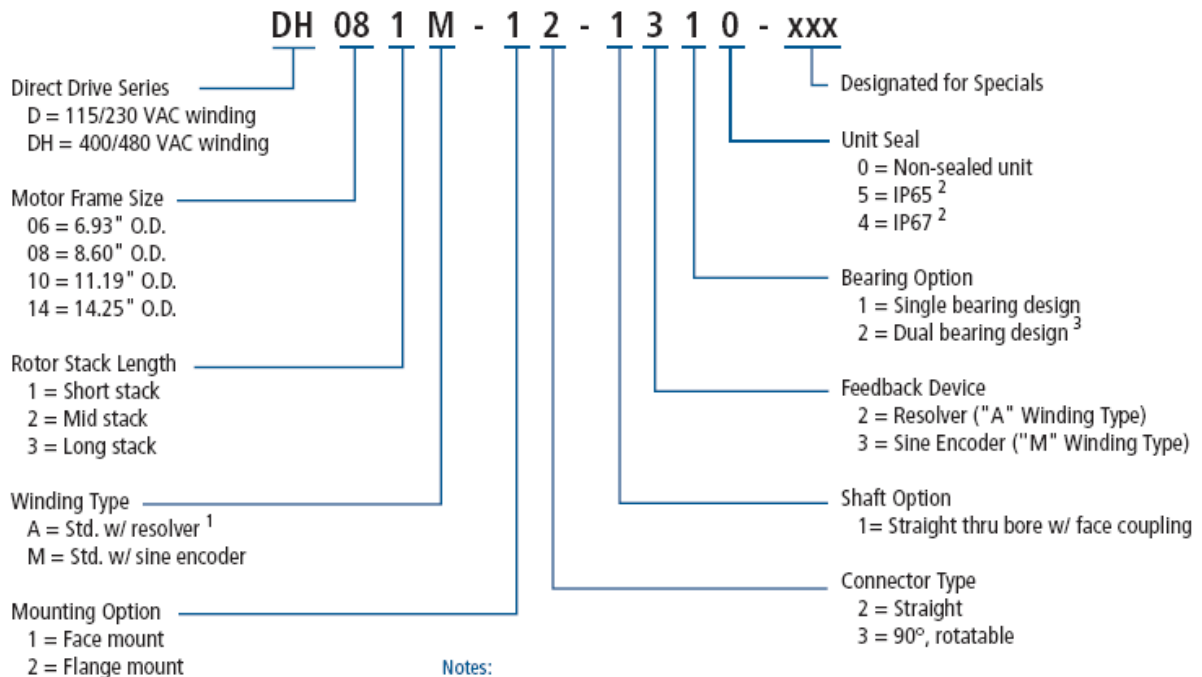 DH 08 1 M - 1 2 - 1 3 1 0 - xxx
Direct Drive Series
D = 115/230 VAC winding
DH = 400/480 VAC winding
Motor Frame Size
06 = 6.93" O.D.
08 = 8.60" O.D.
10 = 11.19" O.D.
14 = 14.25" O.D.
Rotor Stack Length
1 = Short stack
2 = Mid stack
3 = Long stack
Winding Type
A = Std. w/ resolver 1
M = Std. w/ sine encoder
Mounting Option
1 = Face mount
2 = Flange mount
Designated for Specials
Unit Seal
0 = Non-sealed unit
5 = IP65 2
4 = IP67 2
Bearing Option
1 = Single bearing design
2 = Dual bearing design 3
Feedback Device
2 = Resolver ("A" Winding Type)
3 = Sine Encoder ("M" Winding Type)
Shaft Option
1= Straight thru bore w/ face coupling
Connector Type
2 = Straight
3 = 90º, rotatable
Notes: